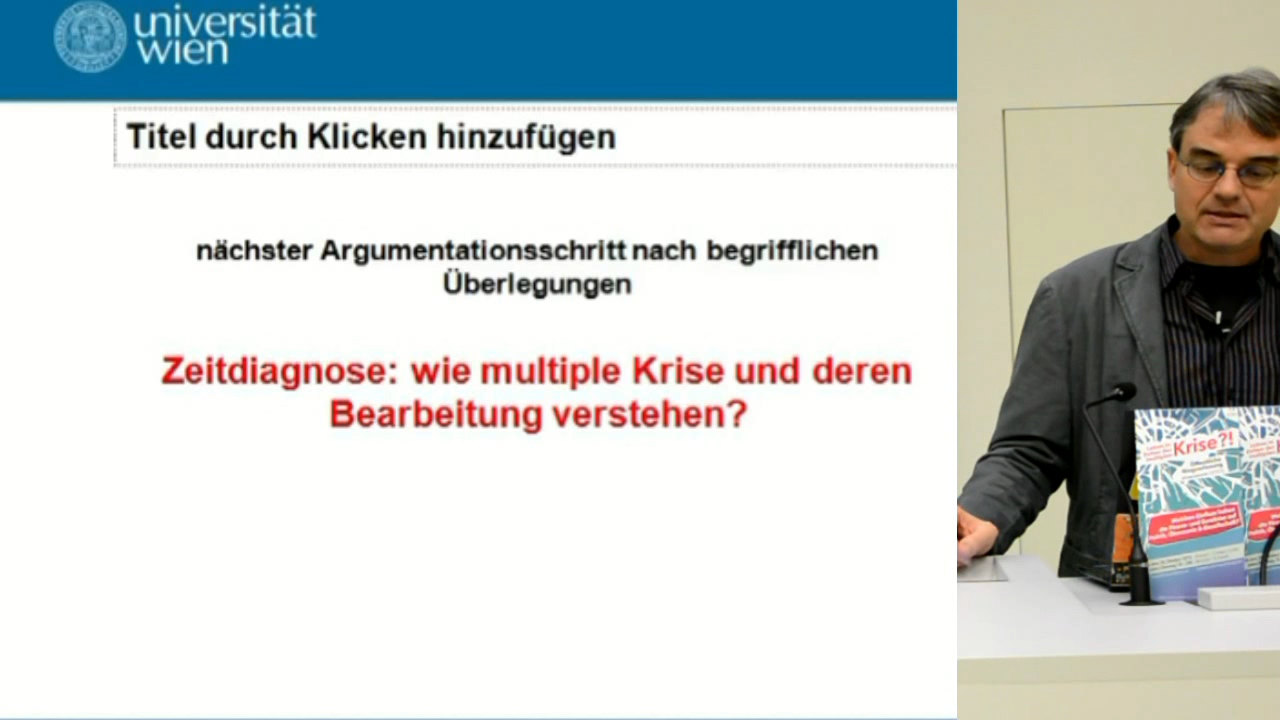 universität
wien
Titel durch Klicken hinzufügen
nächster Argumentationsschritt nach begrifflichen
Überlegungen
Zeitdiagnose: wie multiple Krise und deren
Bearbeitung verstehen?
Krise?!